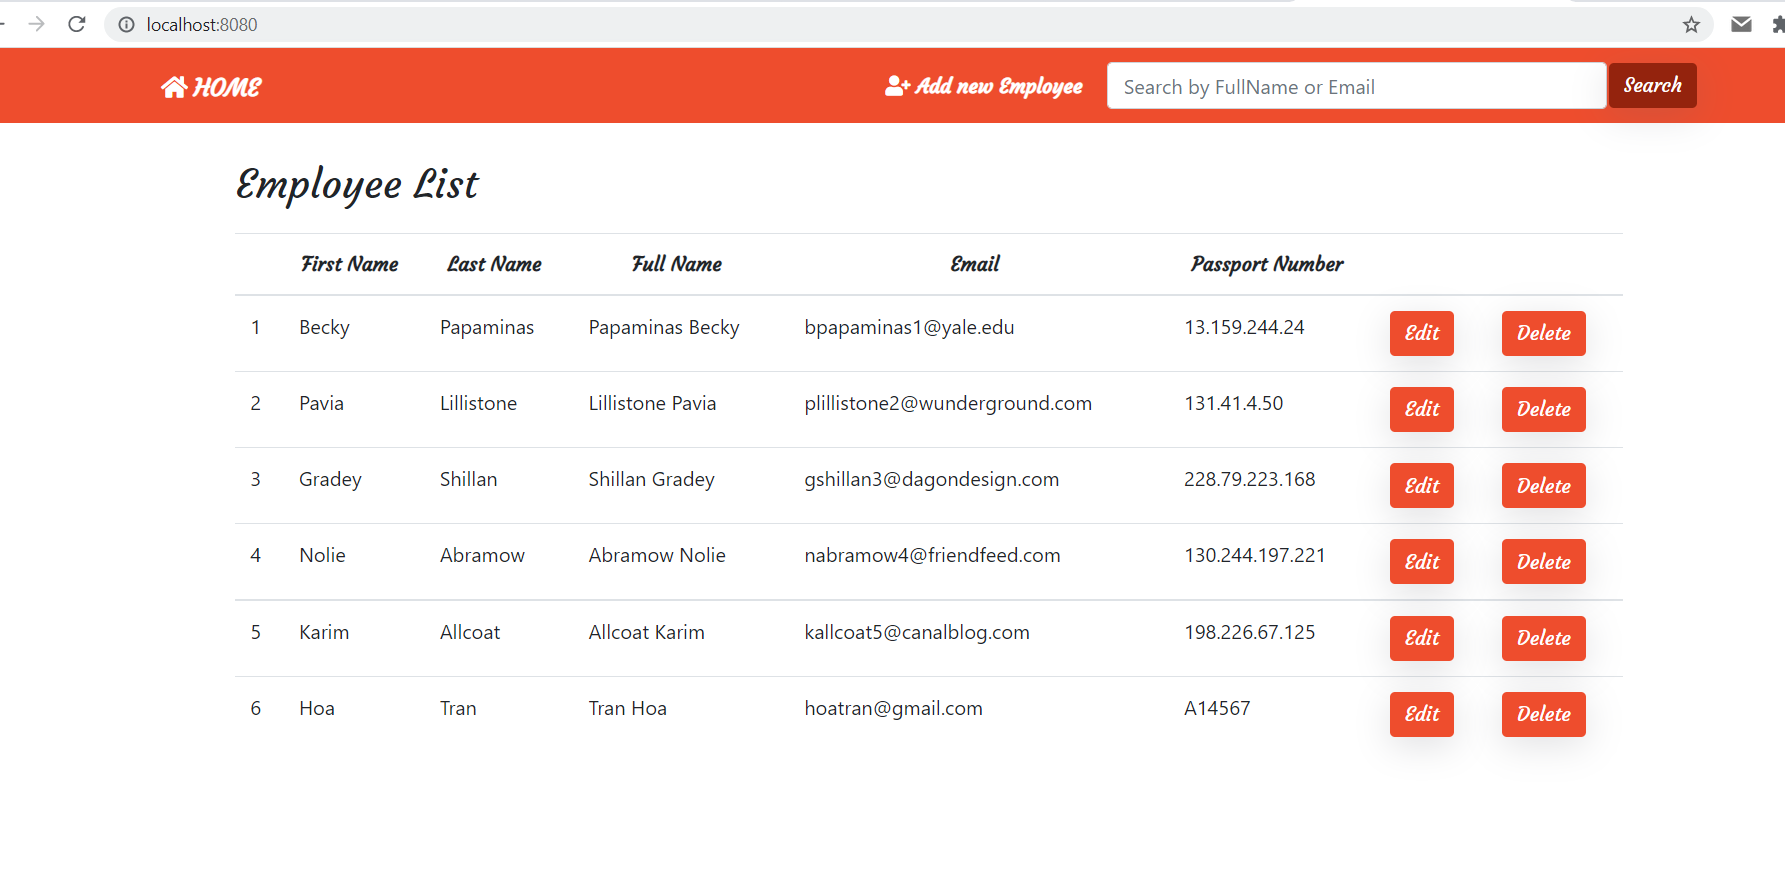 localhost:8080
HOME Add new Employee Search by FullName or Email Search
Employee List
First Name Last Name Full Name Email Passport Number
1 Becky Papaminas Papaminas Becky bpapaminas1@yale.edu 13.159.244.24 Edit Delete
2 Pavia Lillistone Lillistone Pavia plillistone2@wunderground.com 131.41.4.50 Edit Delete
3 Gradey Shillan Shillan Gradey gshillan3@dagondesign.com 228.79.223.168 Edit Delete
4 Nolie Abramow Abramow Nolie nabramow4@friendfeed.com 130.244.197.221 Edit Delete
5 Karim Allcoat Allcoat Karim kallcoat5@canalblog.com 198.226.67.125 Edit Delete
6 Hoa Tran Tran Hoa hoatran@gmail.com A14567 Edit Delete